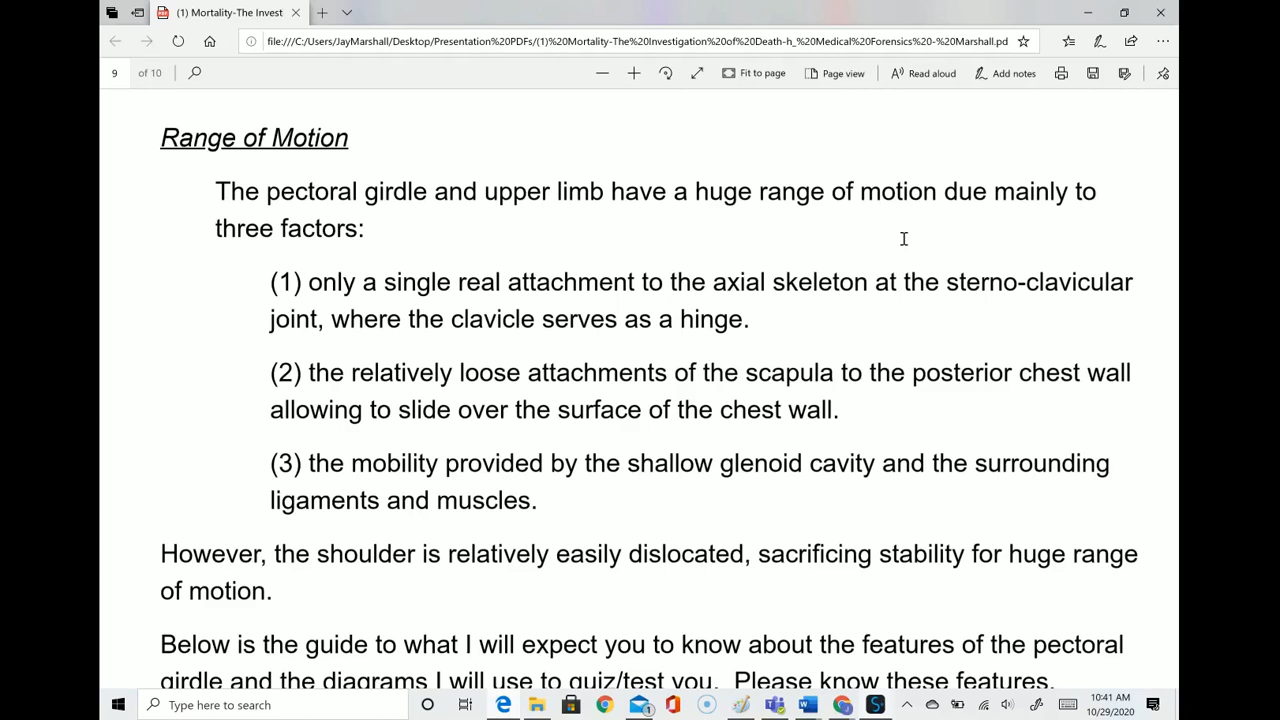 (1) Mortality-The Invest
file:///C:/Users/JayMarshall/Desktop/Presentation%20PDFs/(1)%20Mortality-The%20Investigation%20of%20Death-h_%20Medical%20Forensics%20-%20Marshall.pd
9 of 10 Fit to page Page view Read aloud Add notes
Range of Motion
The pectoral girdle and upper limb have a huge range of motion due mainly to
three factors:
(1) only a single real attachment to the axial skeleton at the sterno-clavicular
joint, where the clavicle serves as a hinge.
(2) the relatively loose attachments of the scapula to the posterior chest wall
allowing to slide over the surface of the chest wall.
(3) the mobility provided by the shallow glenoid cavity and the surrounding
ligaments and muscles.
However, the shoulder is relatively easily dislocated, sacrificing stability for huge range
of motion.
Below is the guide to what I will expect you to know about the features of the pectoral
girdle and the diagrams I will use to quiz/test you. Please know these features.
Type here to search
10:41 AM
10/29/2020